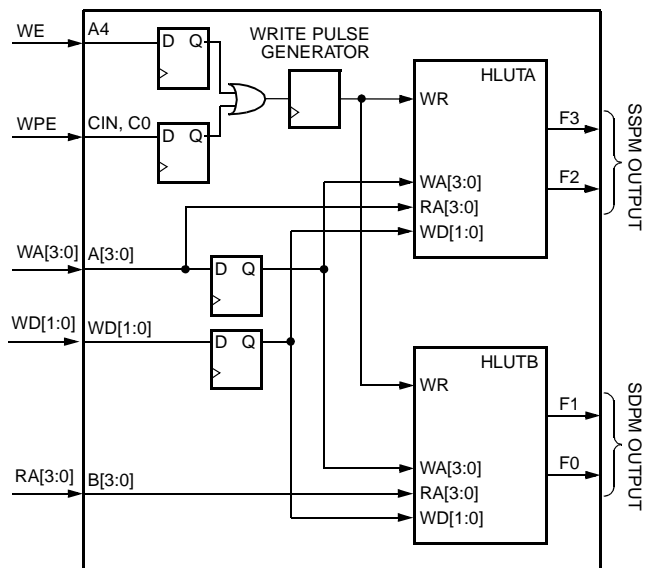 WE
A4
D Q
WRITE PULSE
GENERATOR
HLUTA
WR
F3
WPE
CIN, C0
D Q
F2
SSPM OUTPUT
WA[3:0]
RA[3:0]
WD[1:0]
WA[3:0]
A[3:0]
D Q
WD[1:0]
WD[1:0]
D Q
HLUTB
WR
F1
F0
SDPM OUTPUT
WA[3:0]
RA[3:0]
WD[1:0]
RA[3:0]
B[3:0]